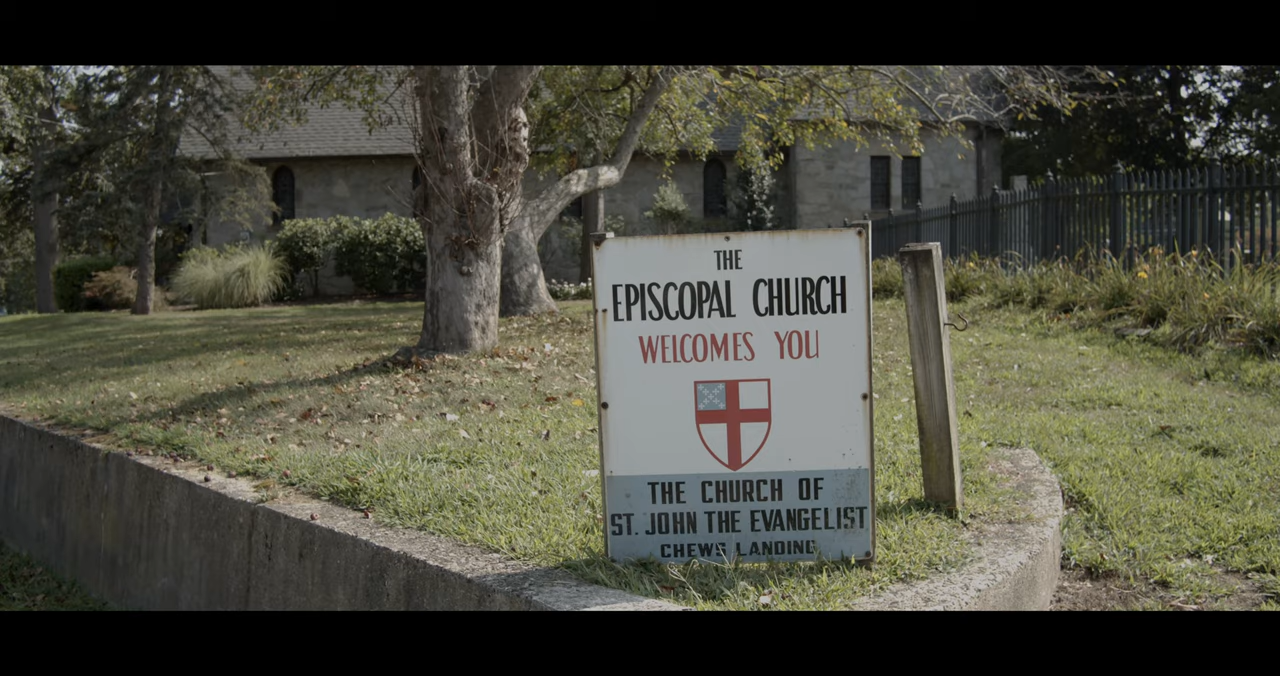 THE
EPISCOPAL CHURCH
WELCOMES YOU
THE CHURCH OF
ST. JOHN THE EVANGELIST
CHEWS LANDING